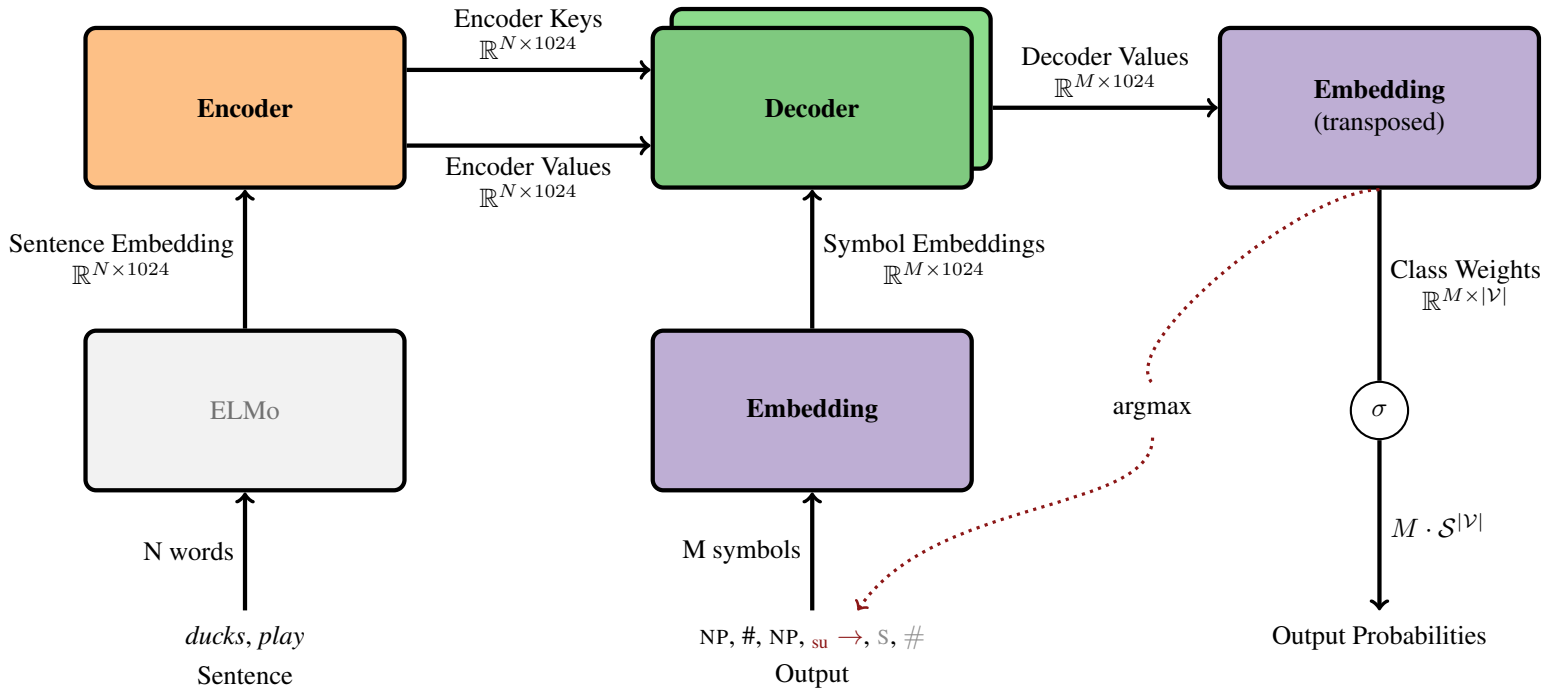 Encoder Keys
ℝ^{N×1024}
Encoder
Decoder
Decoder Values
ℝ^{M×1024}
Embedding
(transposed)
Encoder Values
ℝ^{N×1024}
Sentence Embedding
ℝ^{N×1024}
Symbol Embeddings
ℝ^{M×1024}
Class Weights
ℝ^{M×|𝒱|}
ELMo
Embedding
argmax
σ
N words
M symbols
M · 𝒮^{|𝒱|}
ducks, play
Sentence
NP, #, NP, su →, S, #
Output
Output Probabilities